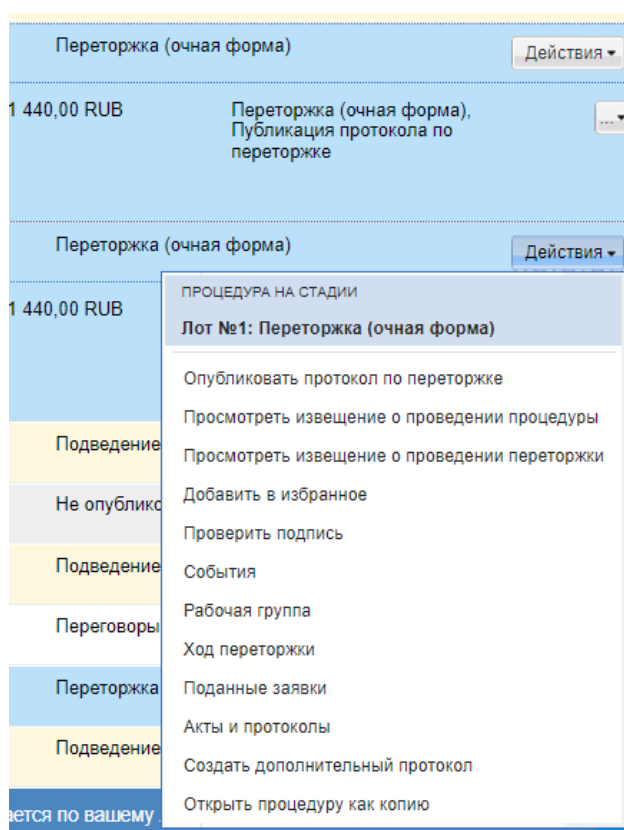 Переторжка (очная форма)
Действия
1 440,00 RUB
Переторжка (очная форма),
Публикация протокола по
переторжке
...
Переторжка (очная форма)
Действия
1 440,00 RUB
ПРОЦЕДУРА НА СТАДИИ
Лот №1: Переторжка (очная форма)
Опубликовать протокол по переторжке
Просмотреть извещение о проведении процедуры
Просмотреть извещение о проведении переторжки
Добавить в избранное
Проверить подпись
События
Рабочая группа
Ход переторжки
Поданные заявки
Акты и протоколы
Создать дополнительный протокол
Открыть процедуру как копию
Подведение
Не опублико
Подведение
Переговоры
Переторжка
Подведение
ается по вашему